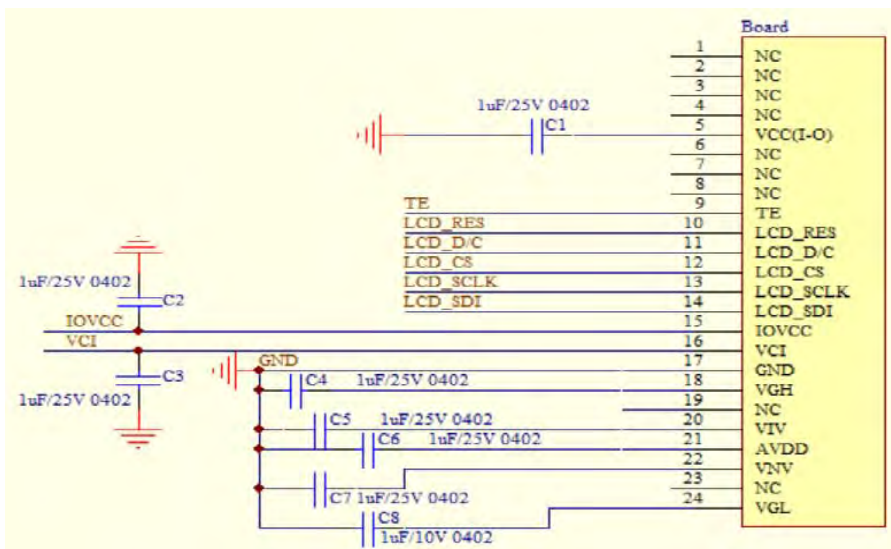 Board
1 NC
2 NC
3 NC
4 NC
1uF/25V 0402
C1
5 VCC(I-O)
6 NC
7 NC
8 NC
TE 9 TE
LCD_RES 10 LCD_RES
LCD_D/C 11 LCD_D/C
LCD_CS 12 LCD_CS
LCD_SCLK 13 LCD_SCLK
LCD_SDI 14 LCD_SDI
1uF/25V 0402
C2
IOVCC 15 IOVCC
VCI 16 VCI
C3
1uF/25V 0402
GND 17 GND
C4 1uF/25V 0402 18 VGH
19 NC
C5 1uF/25V 0402 20 VIV
C6 1uF/25V 0402 21 AVDD
22 VNV
C7 1uF/25V 0402 23 NC
C8
1uF/10V 0402
24 VGL